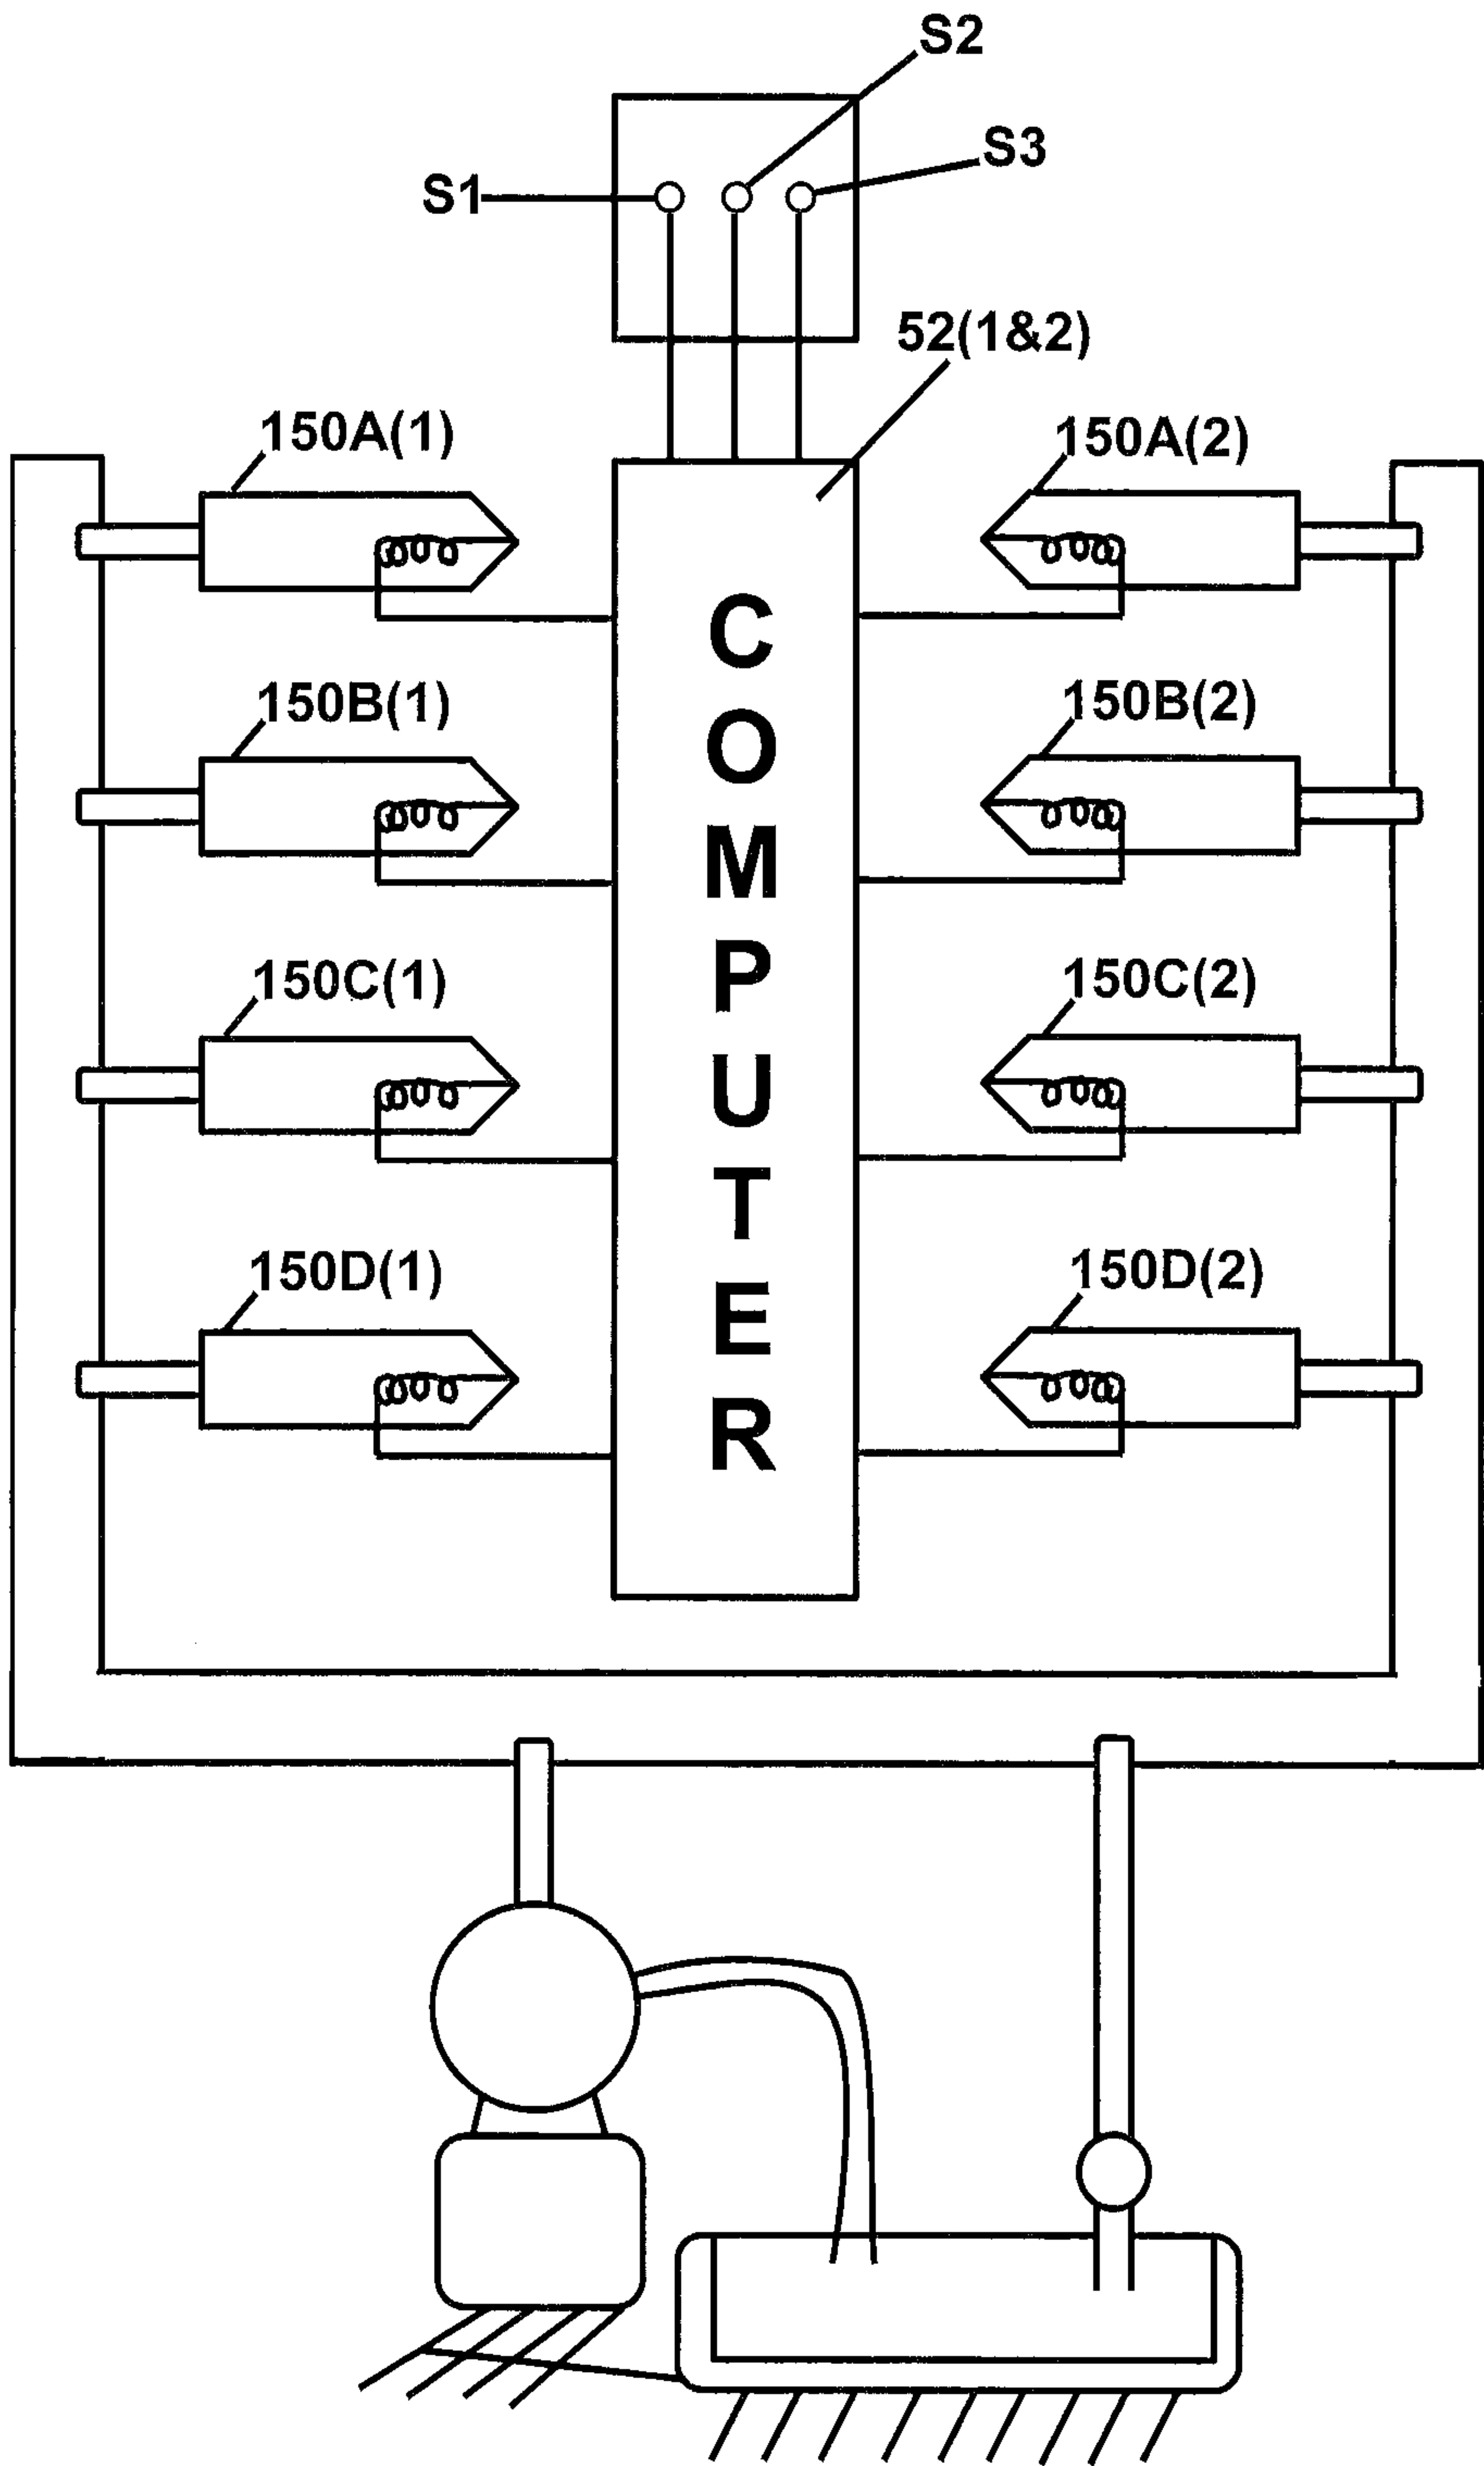 S2
S3
S1
52(1&2)
150A(1)
150A(2)
150B(1)
150B(2)
150C(1)
150C(2)
150D(1)
150D(2)
COMPUTER